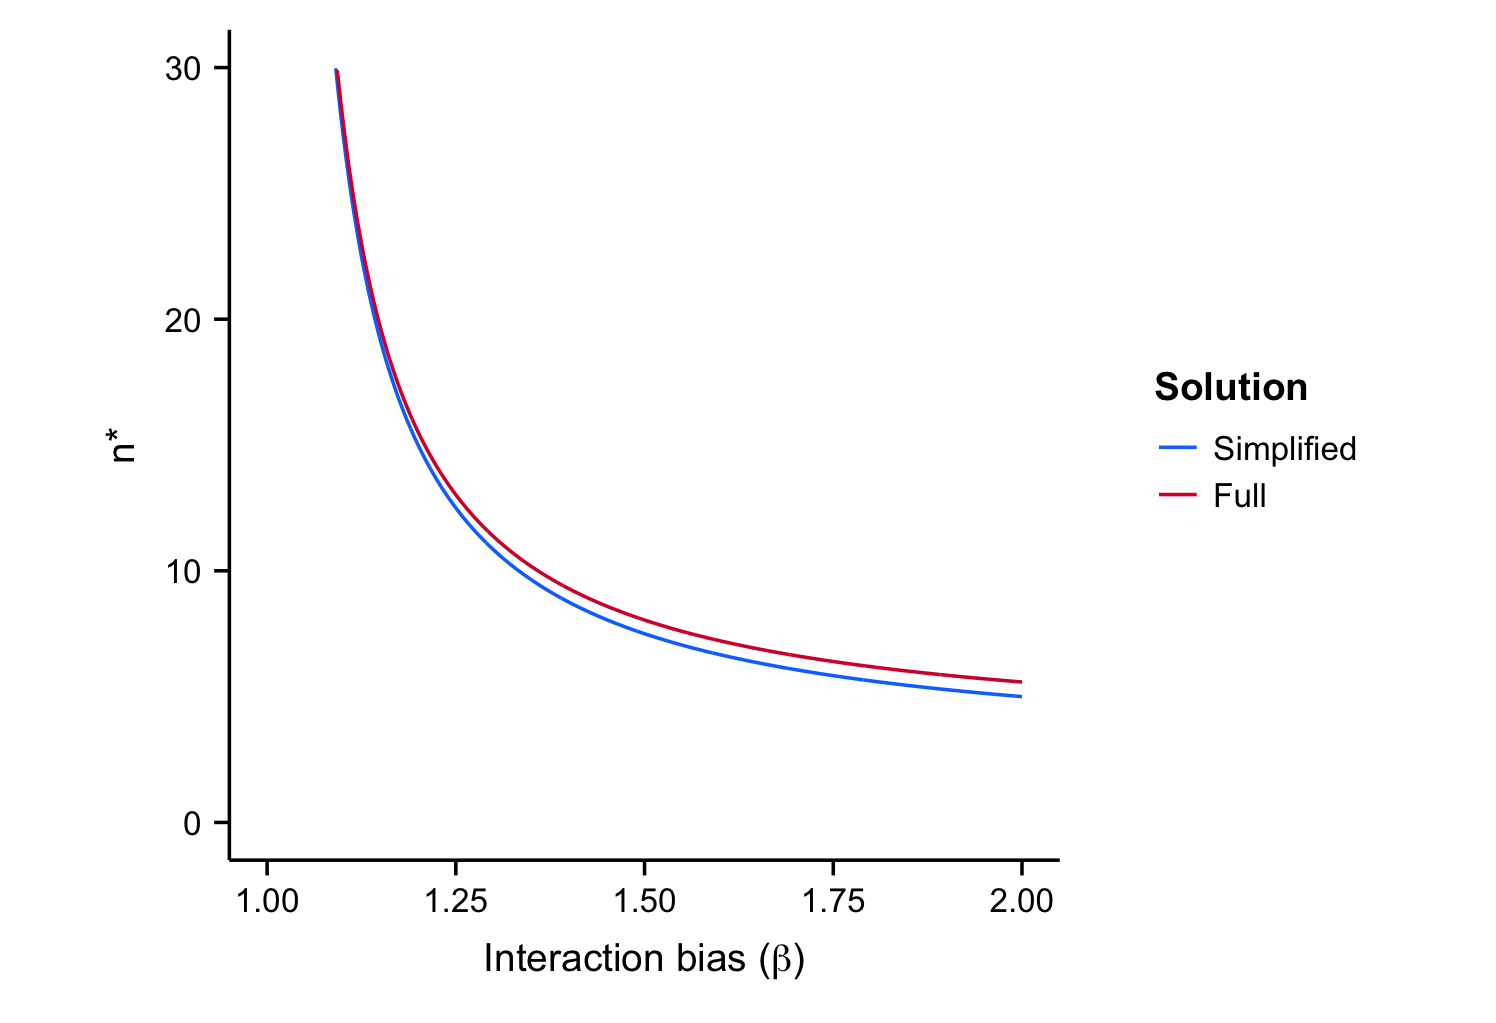 30
20
10
0
n*
1.00 1.25 1.50 1.75 2.00
Interaction bias (β)
Solution
Simplified
Full